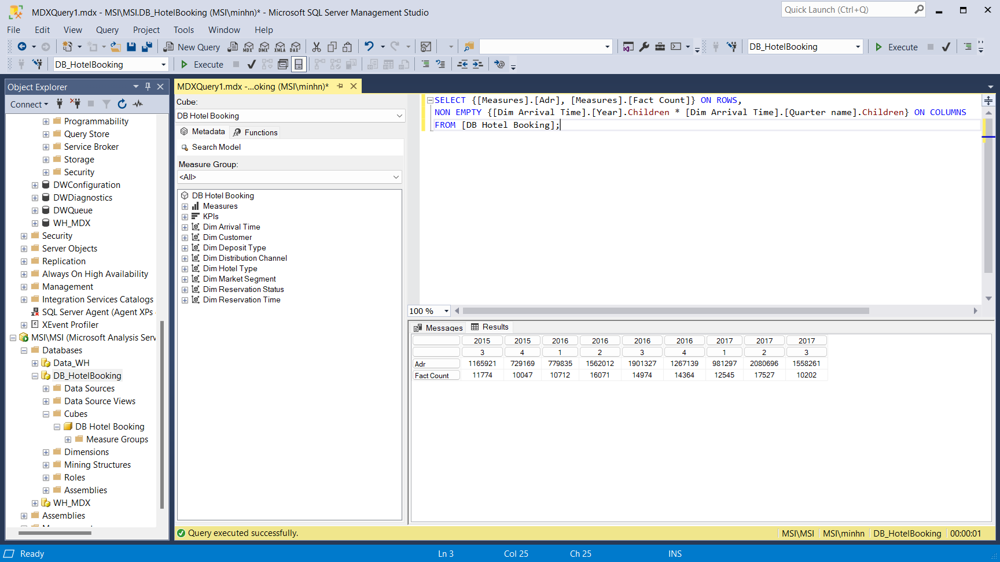 MDXQuery1.mdx - MSI\MSI.DB_HotelBooking (MSI\minhn)* - Microsoft SQL Server Management Studio
Quick Launch (Ctrl+Q)
File Edit View Query Project Tools Window Help
New Query MDX DMX XMLA DAX DB_HotelBooking Execute
DB_HotelBooking Execute
Object Explorer
Connect
Programmability
Query Store
Service Broker
Storage
Security
DWConfiguration
DWDiagnostics
DWQueue
WH_MDX
Security
Server Objects
Replication
Always On High Availability
Management
Integration Services Catalogs
SQL Server Agent (Agent XPs
XEvent Profiler
MSI\MSI (Microsoft Analysis Serv
Databases
Data_WH
DB_HotelBooking
Data Sources
Data Source Views
Cubes
DB Hotel Booking
Measure Groups
Dimensions
Mining Structures
Roles
Assemblies
WH_MDX
Assemblies
MDXQuery1.mdx -...oking (MSI\minhn)*
Cube:
DB Hotel Booking
Metadata Functions
Search Model
Measure Group:
<All>
DB Hotel Booking
Measures
KPIs
Dim Arrival Time
Dim Customer
Dim Deposit Type
Dim Distribution Channel
Dim Hotel Type
Dim Market Segment
Dim Reservation Status
Dim Reservation Time
SELECT {[Measures].[Adr], [Measures].[Fact Count]} ON ROWS,
NON EMPTY {[Dim Arrival Time].[Year].Children * [Dim Arrival Time].[Quarter name].Children} ON COLUMNS
FROM [DB Hotel Booking];
100 %
Messages Results
2015 2015 2016 2016 2016 2016 2017 2017 2017
3 4 1 2 3 4 1 2 3
Adr 1165921 729169 779835 1562012 1901327 1267139 981297 2080696 1558261
Fact Count 11774 10047 10712 16071 14974 14364 12545 17527 10202
Query executed successfully. MSI\MSI MSI\minhn DB_HotelBooking 00:00:01
Ready Ln 3 Col 25 Ch 25 INS